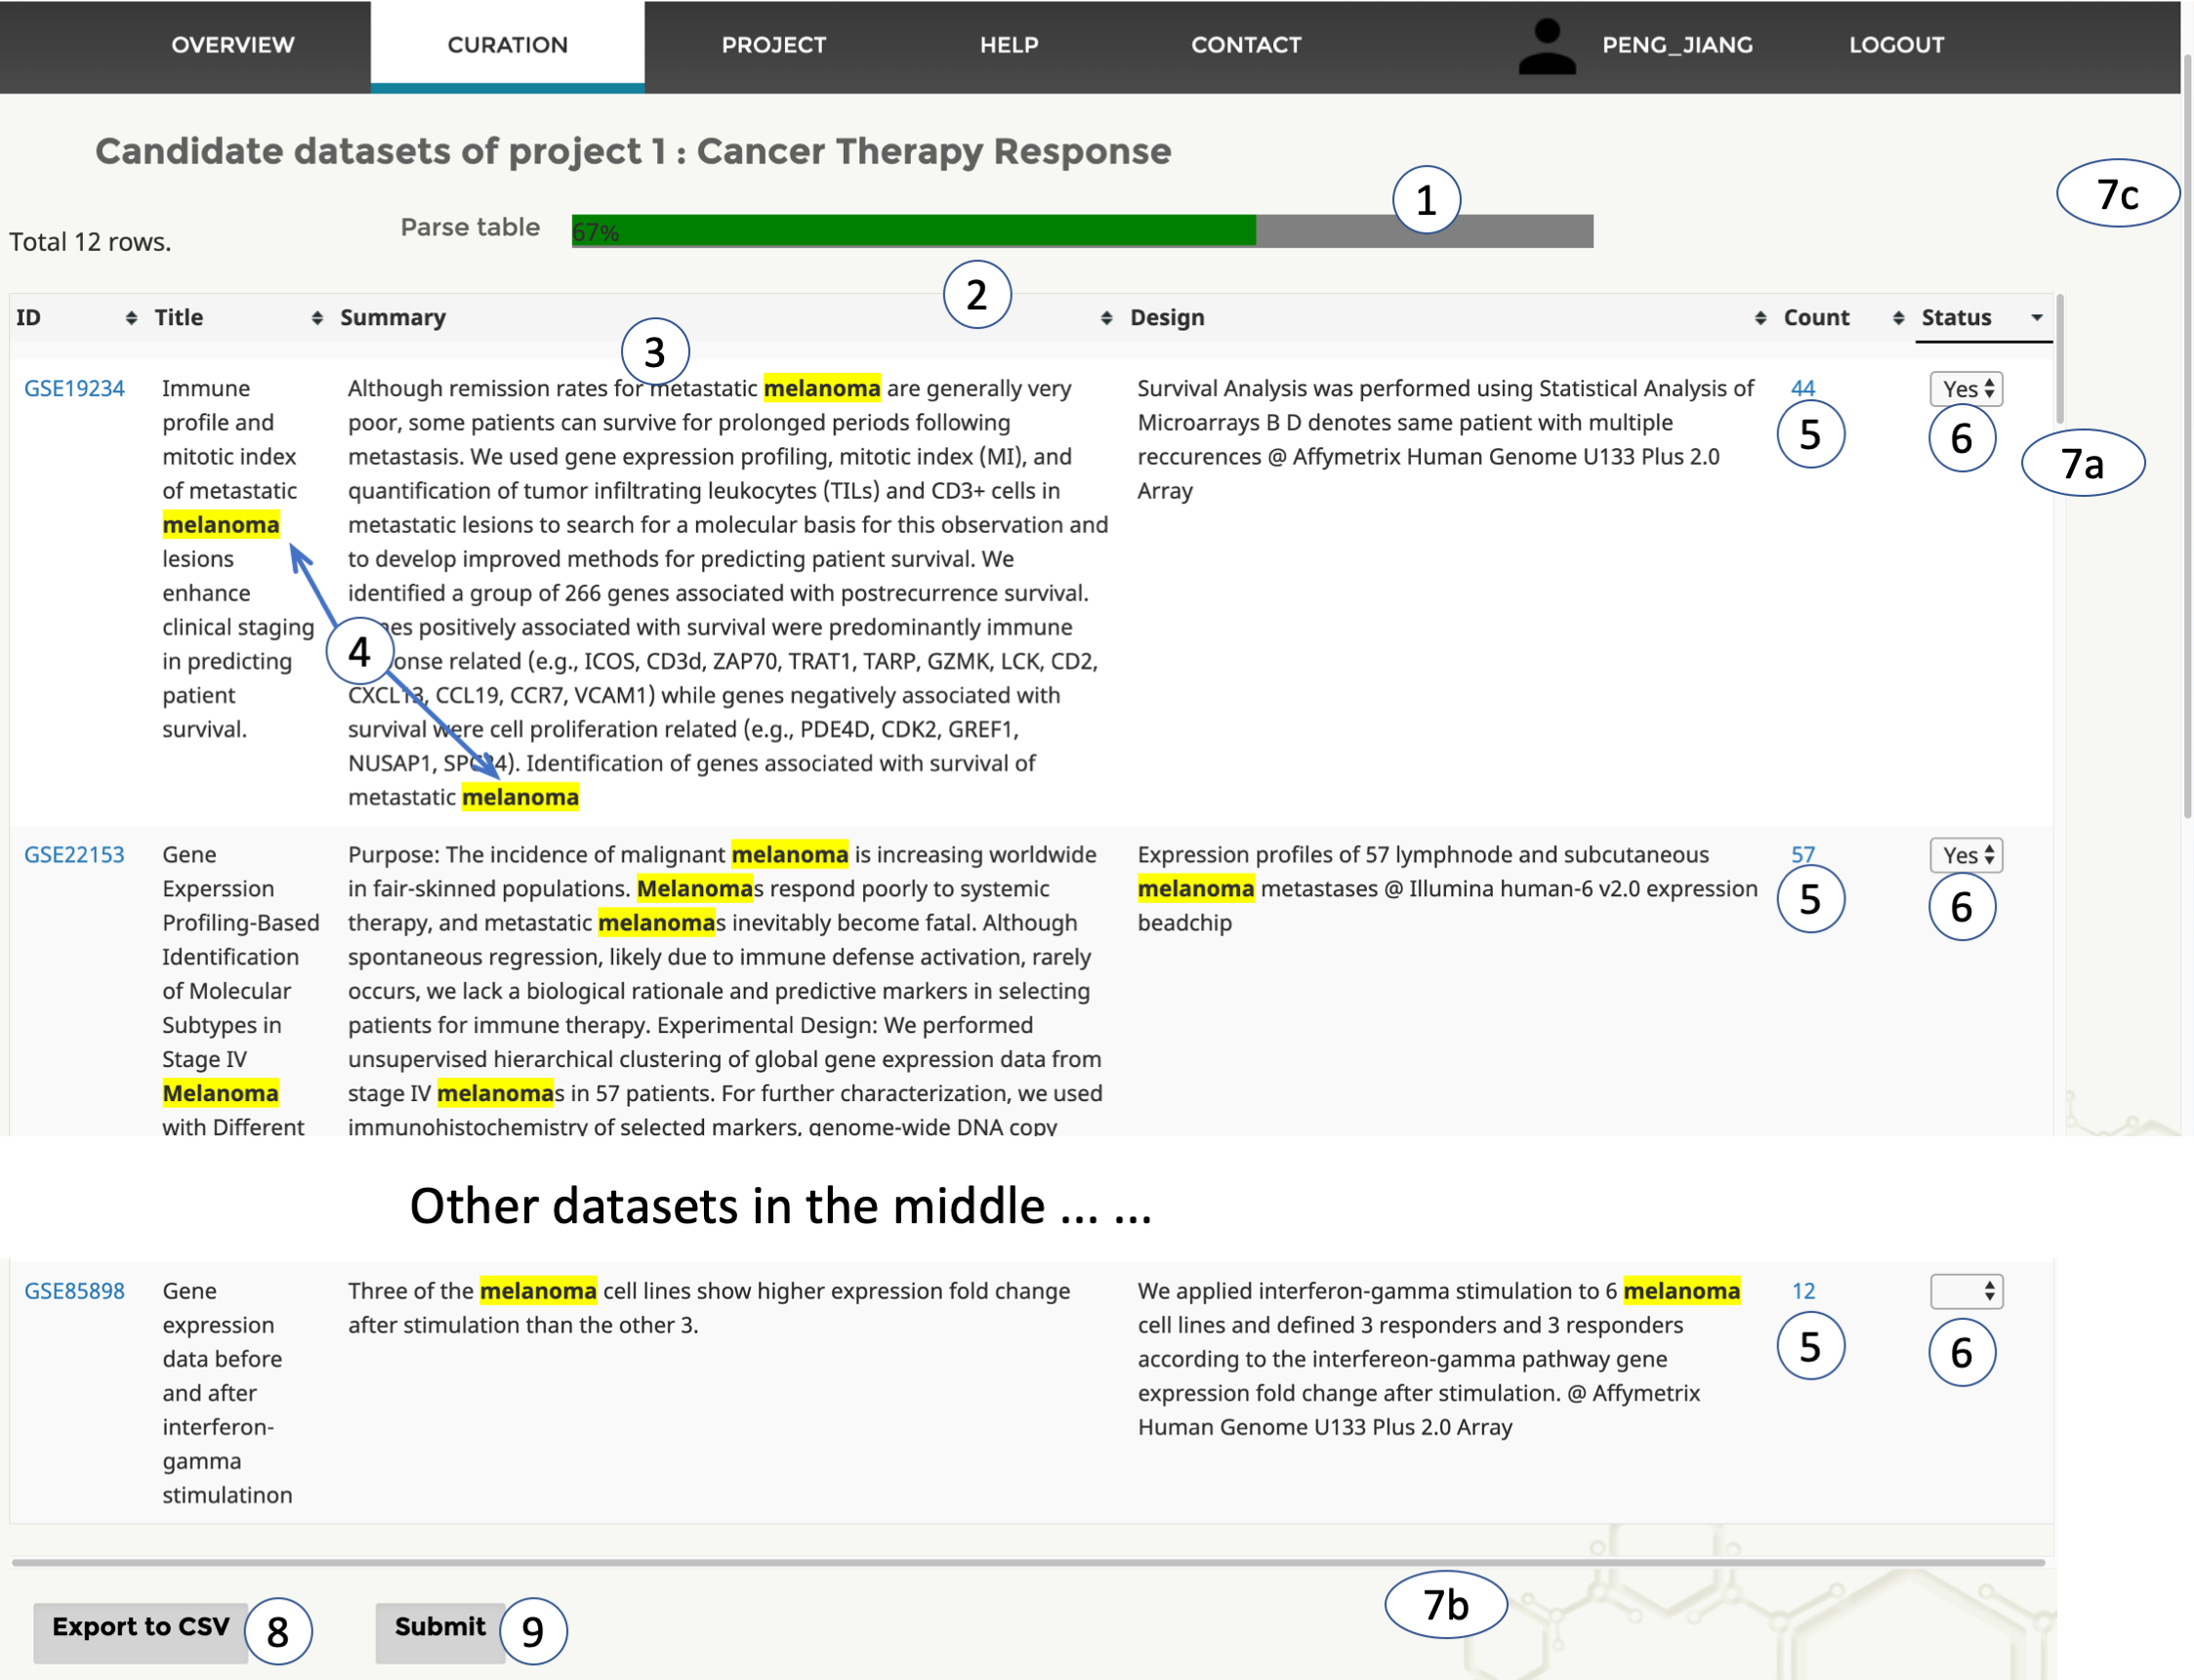 OVERVIEW CURATION PROJECT HELP CONTACT PENG_JIANG LOGOUT
Candidate datasets of project 1 : Cancer Therapy Response
7c
1
Total 12 rows. Parse table 67%
2
ID Title Summary Design Count Status
3
GSE19234
Immune
profile and
mitotic index
of metastatic
melanoma
lesions
enhance
clinical staging
in predicting
patient
survival.
Although remission rates for metastatic melanoma are generally very
poor, some patients can survive for prolonged periods following
metastasis. We used gene expression profiling, mitotic index (MI), and
quantification of tumor infiltrating leukocytes (TILs) and CD3+ cells in
metastatic lesions to search for a molecular basis for this observation and
to develop improved methods for predicting patient survival. We
identified a group of 266 genes associated with postrecurrence survival.
positively associated with survival were predominantly immune
related (e.g., ICOS, CD3d, ZAP70, TRAT1, TARP, GZMK, LCK, CD2,
CXCL13, CCL19, CCR7, VCAM1) while genes negatively associated with
survival were cell proliferation related (e.g., PDE4D, CDK2, GREF1,
NUSAP1, Identification of genes associated with survival of
metastatic melanoma
4
Survival Analysis was performed using Statistical Analysis of
Microarrays B D denotes same patient with multiple
reccurences @ Affymetrix Human Genome U133 Plus 2.0
Array
44
5
Yes
6
7a
GSE22153
Gene
Experssion
Profiling-Based
Identification
of Molecular
Subtypes in
Stage IV
Melanoma
with Different
Purpose: The incidence of malignant melanoma is increasing worldwide
in fair-skinned populations. Melanomas respond poorly to systemic
therapy, and metastatic melanomas inevitably become fatal. Although
spontaneous regression, likely due to immune defense activation, rarely
occurs, we lack a biological rationale and predictive markers in selecting
patients for immune therapy. Experimental Design: We performed
unsupervised hierarchical clustering of global gene expression data from
stage IV melanomas in 57 patients. For further characterization, we used
immunohistochemistry of selected markers, genome-wide DNA copy
Expression profiles of 57 lymphnode and subcutaneous
melanoma metastases @ Illumina human-6 v2.0 expression
beadchip
57
5
Yes
6
Other datasets in the middle ... ...
GSE85898
Gene
expression
data before
and after
interferon-
gamma
stimulatinon
Three of the melanoma cell lines show higher expression fold change
after stimulation than the other 3.
We applied interferon-gamma stimulation to 6 melanoma
cell lines and defined 3 responders and 3 responders
according to the interfereon-gamma pathway gene
expression fold change after stimulation. @ Affymetrix
Human Genome U133 Plus 2.0 Array
12
5
6
7b
Export to CSV 8 Submit 9